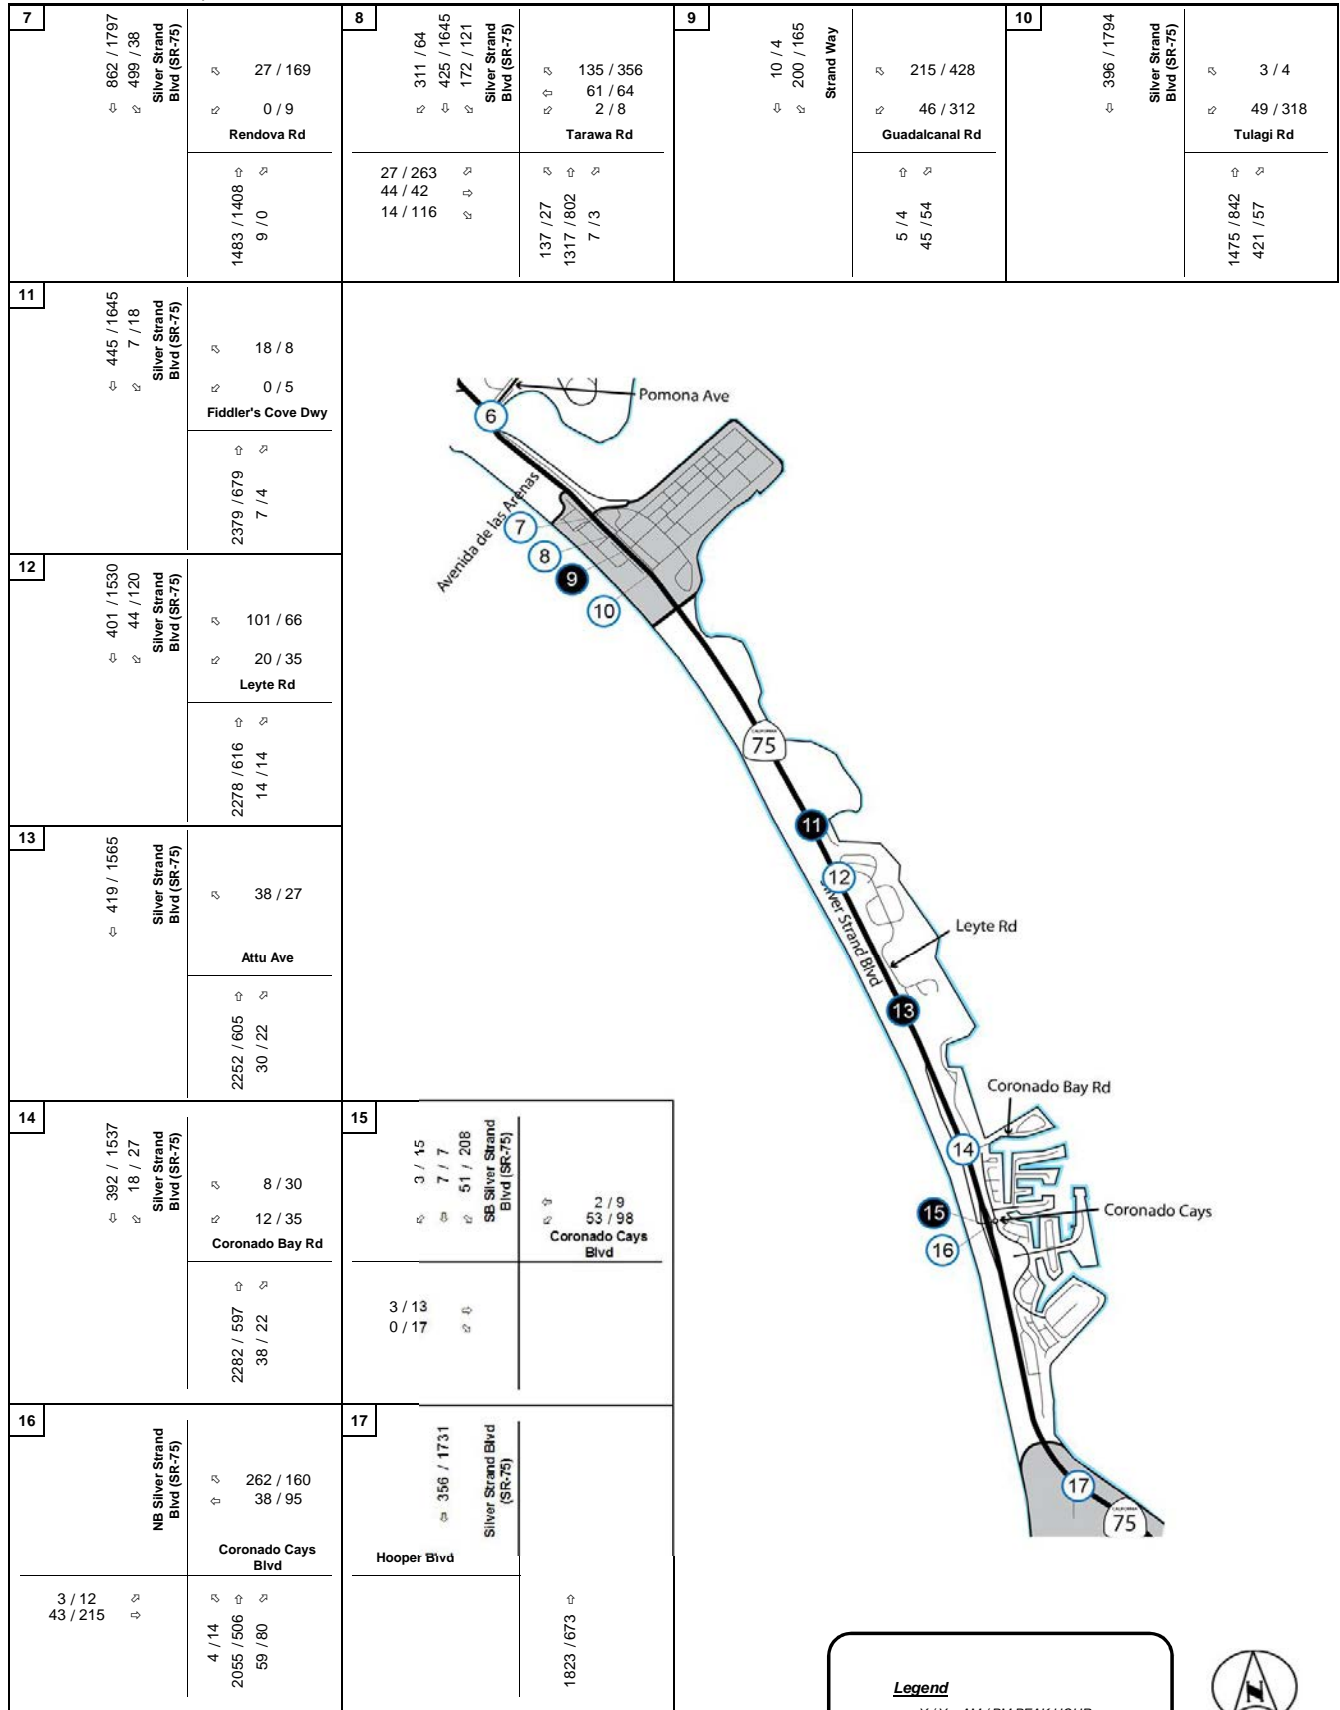 7
862 / 1797
499 / 38
Silver Strand
Blvd (SR-75)
27 / 169
0 / 9
Rendova Rd
1483 / 1408
9 / 0
8
311 / 64
425 / 1645
172 / 121
Silver Strand
Blvd (SR-75)
135 / 356
61 / 64
2 / 8
Tarawa Rd
27 / 263
44 / 42
14 / 116
137 / 27
1317 / 802
7 / 3
9
10 / 4
200 / 165
Strand Way
215 / 428
46 / 312
Guadalcanal Rd
5 / 4
45 / 54
10
396 / 1794
Silver Strand
Blvd (SR-75)
3 / 4
49 / 318
Tulagi Rd
1475 / 842
421 / 57
11
445 / 1645
7 / 18
Silver Strand
Blvd (SR-75)
18 / 8
0 / 5
Fiddler's Cove Dwy
2379 / 679
7 / 4
12
401 / 1530
44 / 120
Silver Strand
Blvd (SR-75)
101 / 66
20 / 35
Leyte Rd
2278 / 616
14 / 14
13
419 / 1565
Silver Strand
Blvd (SR-75)
38 / 27
Attu Ave
2252 / 605
30 / 22
14
392 / 1537
18 / 27
Silver Strand
Blvd (SR-75)
8 / 30
12 / 35
Coronado Bay Rd
2282 / 597
38 / 22
15
3 / 15
7 / 7
51 / 208
SB Silver Strand
Blvd (SR-75)
2 / 9
53 / 98
Coronado Cays
Blvd
3 / 13
0 / 17
16
NB Silver Strand
Blvd (SR-75)
262 / 160
38 / 95
Coronado Cays
Blvd
3 / 12
43 / 215
4 / 14
2055 / 506
59 / 80
17
356 / 1731
Silver Strand Blvd
(SR-75)
Hooper Blvd
1823 / 673
Pomona Ave
6
Avenida de las Arenas
7
8
9
10
CALIFORNIA
75
11
12
Silver Strand Blvd
Leyte Rd
13
Coronado Bay Rd
14
15
Coronado Cays
16
17
CALIFORNIA
75
Legend
N